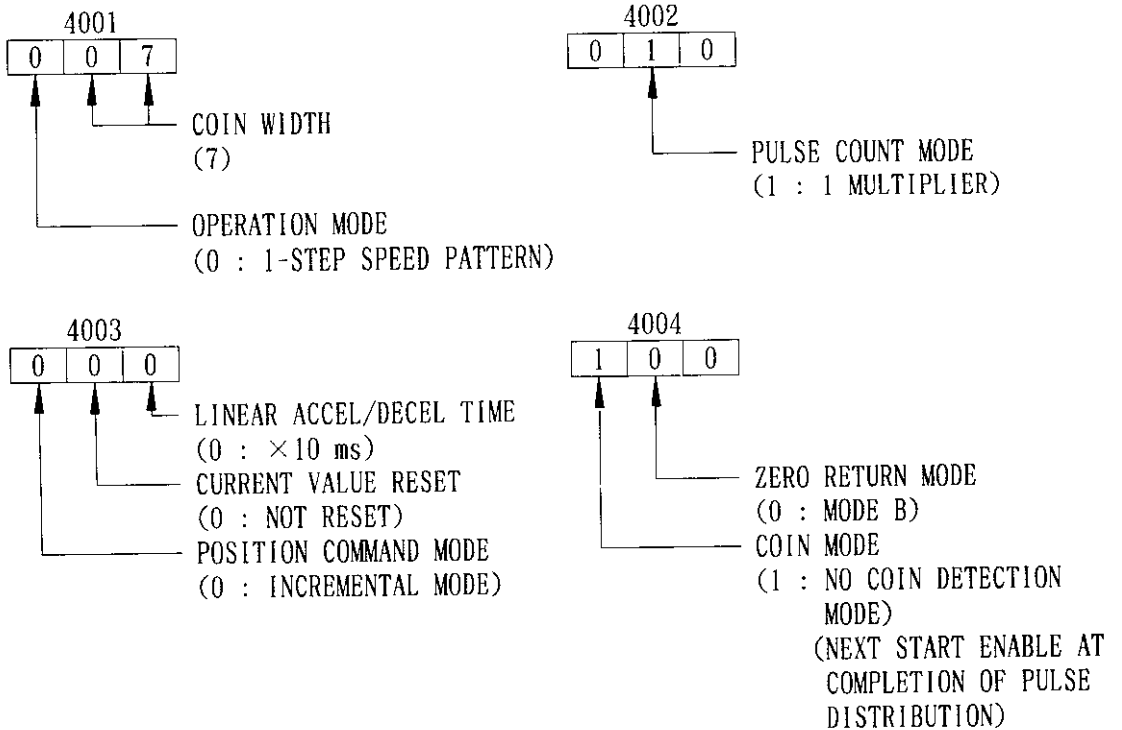 4001
0 0 7
COIN WIDTH
(7)
OPERATION MODE
(0 : 1-STEP SPEED PATTERN)
4002
0 1 0
PULSE COUNT MODE
(1 : 1 MULTIPLIER)
4003
0 0 0
LINEAR ACCEL/DECEL TIME
(0 : ×10 ms)
CURRENT VALUE RESET
(0 : NOT RESET)
POSITION COMMAND MODE
(0 : INCREMENTAL MODE)
4004
1 0 0
ZERO RETURN MODE
(0 : MODE B)
COIN MODE
(1 : NO COIN DETECTION
MODE)
(NEXT START ENABLE AT
COMPLETION OF PULSE
DISTRIBUTION)